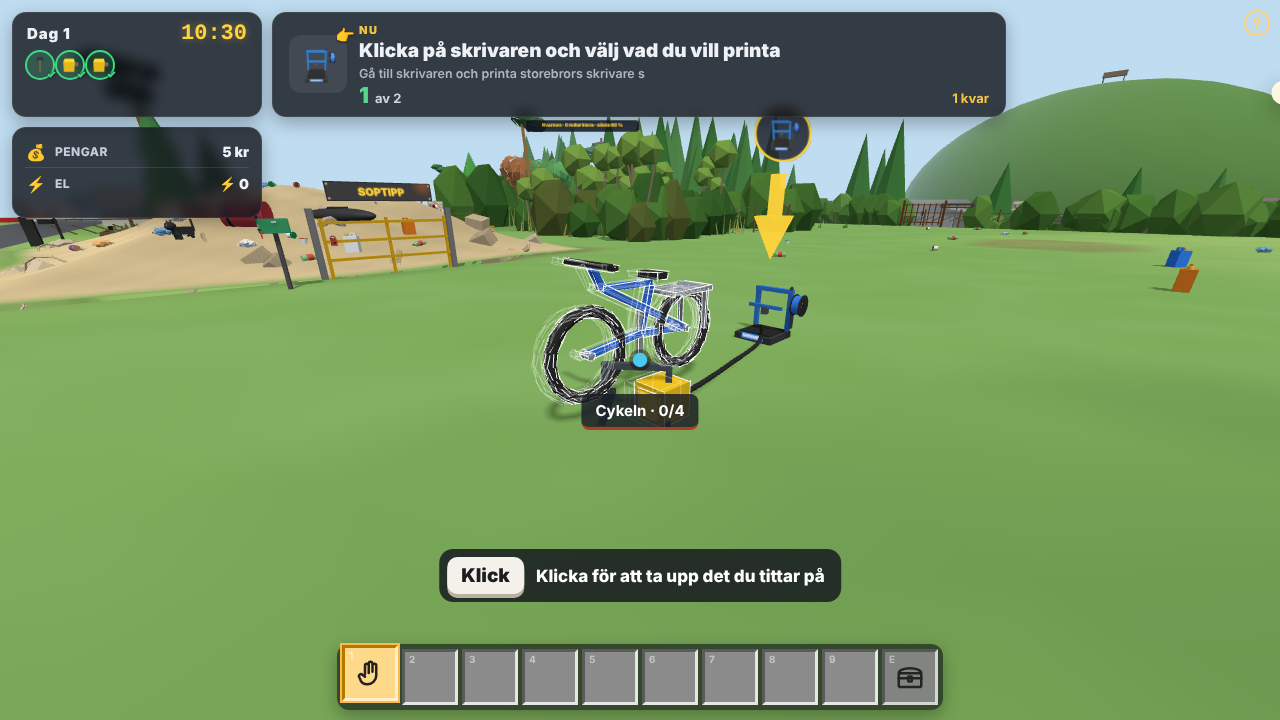 Dag 1
10:30
PENGAR
5 kr
EL
0
NU
Klicka på skrivaren och välj vad du vill printa
Gå till skrivaren och printa storebrors skrivare s
1 av 2
1 kvar
SOPTIPP
Cykeln · 0/4
Klick
Klicka för att ta upp det du tittar på
1
2
3
4
5
6
7
8
9
E